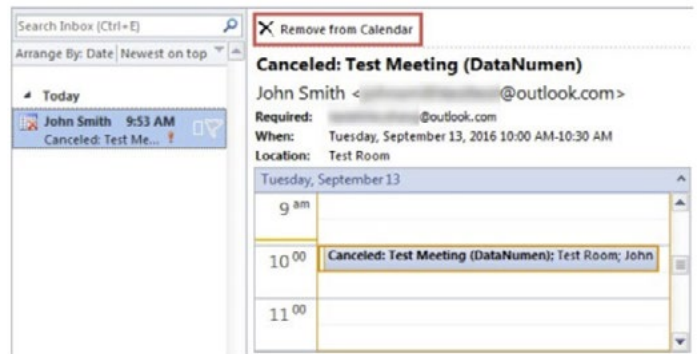 Search Inbox (Ctrl+E)
Arrange By: Date Newest on top
Today
John Smith 9:53 AM
Canceled: Test Me...
Remove from Calendar
Canceled: Test Meeting (DataNumen)
John Smith < @outlook.com>
Required: @outlook.com
When: Tuesday, September 13, 2016 10:00 AM-10:30 AM
Location: Test Room
Tuesday, September 13
9 am
10 00
Canceled: Test Meeting (DataNumen); Test Room; John
11 00